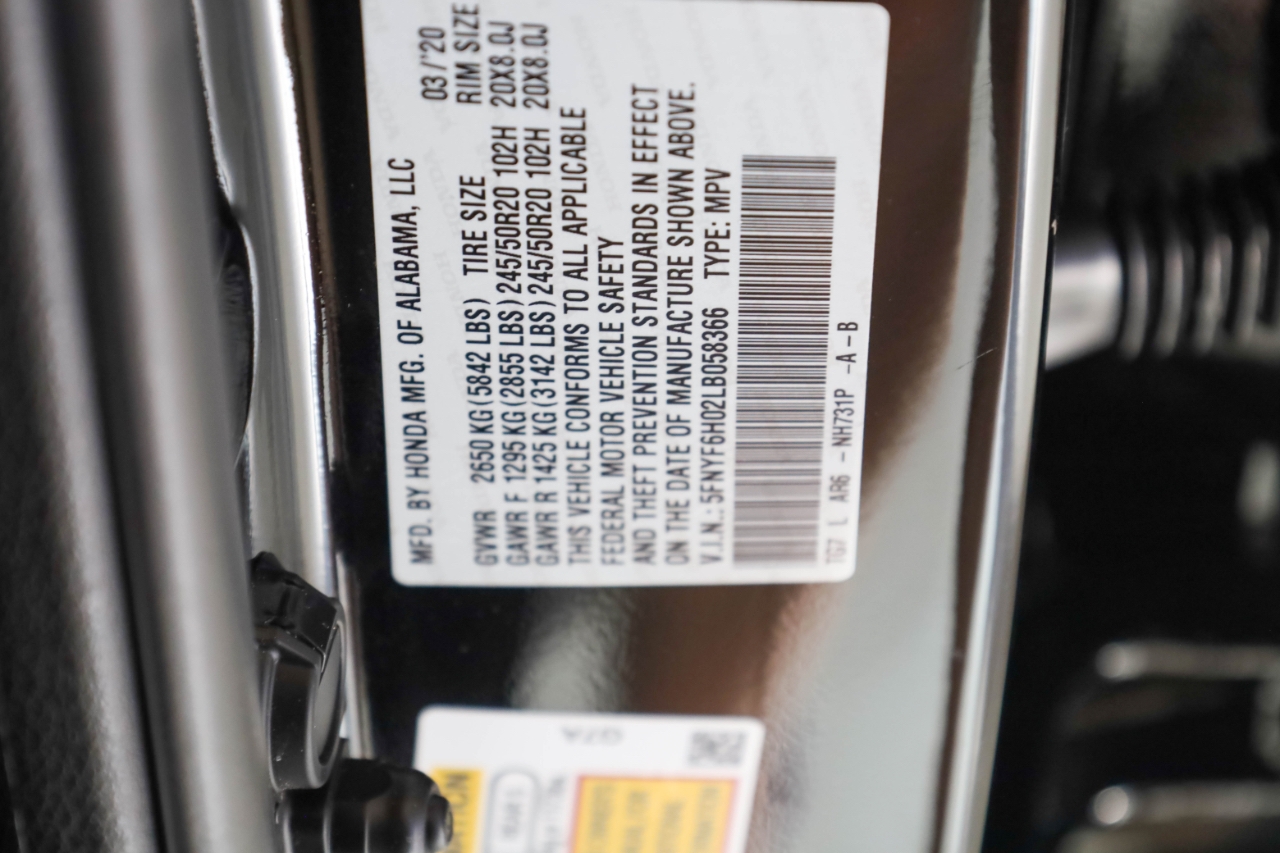 MFD. BY HONDA MFG. OF ALABAMA, LLC 03/'20
GVWR 2650 KG(5842 LBS) TIRE SIZE RIM SIZE
GAWR F 1295 KG(2855 LBS)245/50R20 102H 20X8.0J
GAWR R 1425 KG(3142 LBS)245/50R20 102H 20X8.0J
THIS VEHICLE CONFORMS TO ALL APPLICABLE
FEDERAL MOTOR VEHICLE SAFETY
AND THEFT PREVENTION STANDARDS IN EFFECT
ON THE DATE OF MANUFACTURE SHOWN ABOVE.
V.I.N.: 5FNYF6H02LB058366 TYPE: MPV
TG7 L AR6 -NH731P -A-B